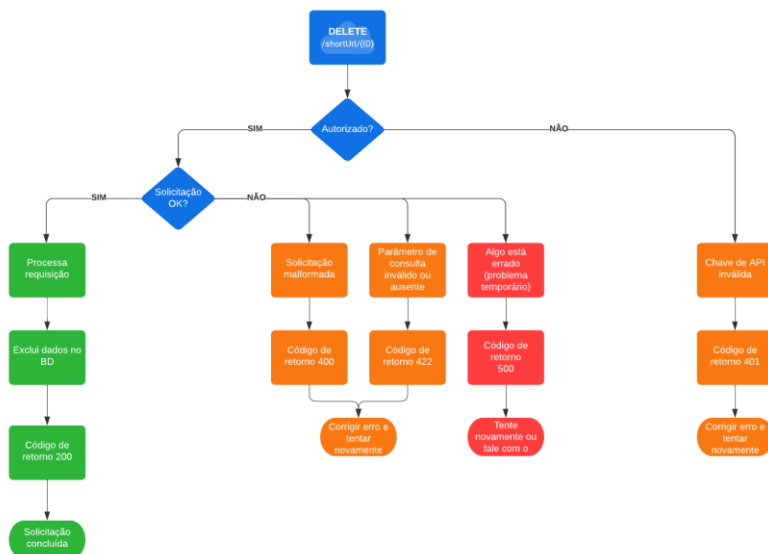 DELETE
/shortUrl/{ID}
Autorizado?
SIM
NÃO
Solicitação
OK?
SIM
NÃO
Processa
requisição
Solicitação
malformada
Parâmetro de
consulta
inválido ou
ausente
Algo está
errado
(problema
temporário)
Chave de API
inválida
Exclui dados no
BD
Código de
retorno 400
Código de
retorno 422
Código de
retorno
500
Código de
retorno 401
Código de
retorno 200
Corrigir erro e
tentar
novamente
Tente
novamente ou
fale com o
Corrigir erro e
tentar
novamente
Solicitação
concluída